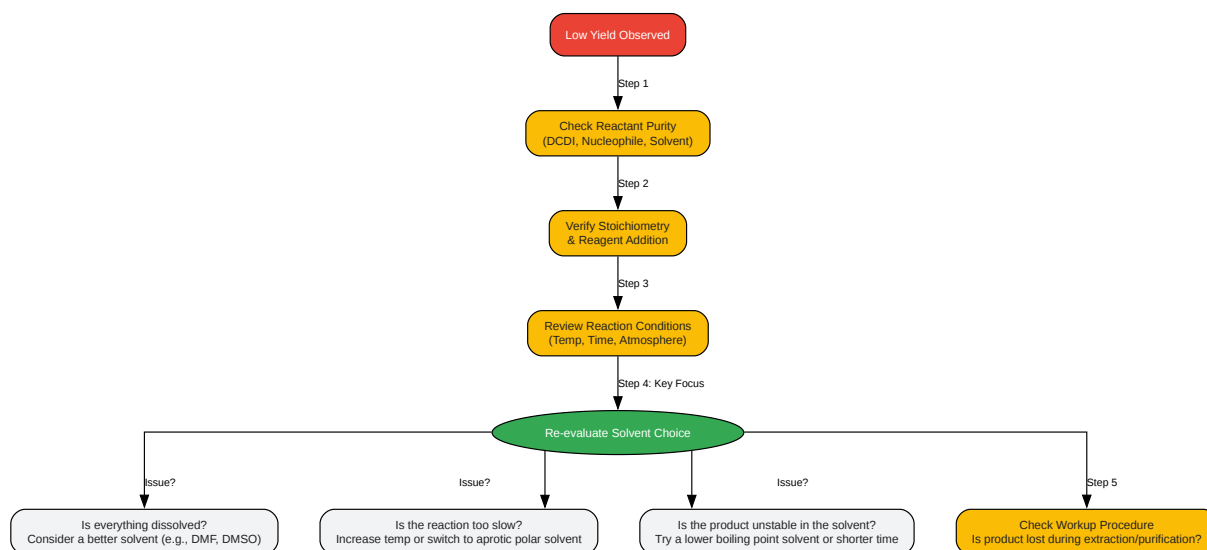 Low Yield Observed
Step 1
Check Reactant Purity
(DCDI, Nucleophile, Solvent)
Step 2
Verify Stoichiometry
& Reagent Addition
Step 3
Review Reaction Conditions
(Temp, Time, Atmosphere)
Step 4: Key Focus
Re-evaluate Solvent Choice
Issue?
Issue?
Issue?
Step 5
Is everything dissolved?
Consider a better solvent (e.g., DMF, DMSO)
Is the reaction too slow?
Increase temp or switch to aprotic polar solvent
Is the product unstable in the solvent?
Try a lower boiling point solvent or shorter time
Check Workup Procedure
Is product lost during extraction/purification?